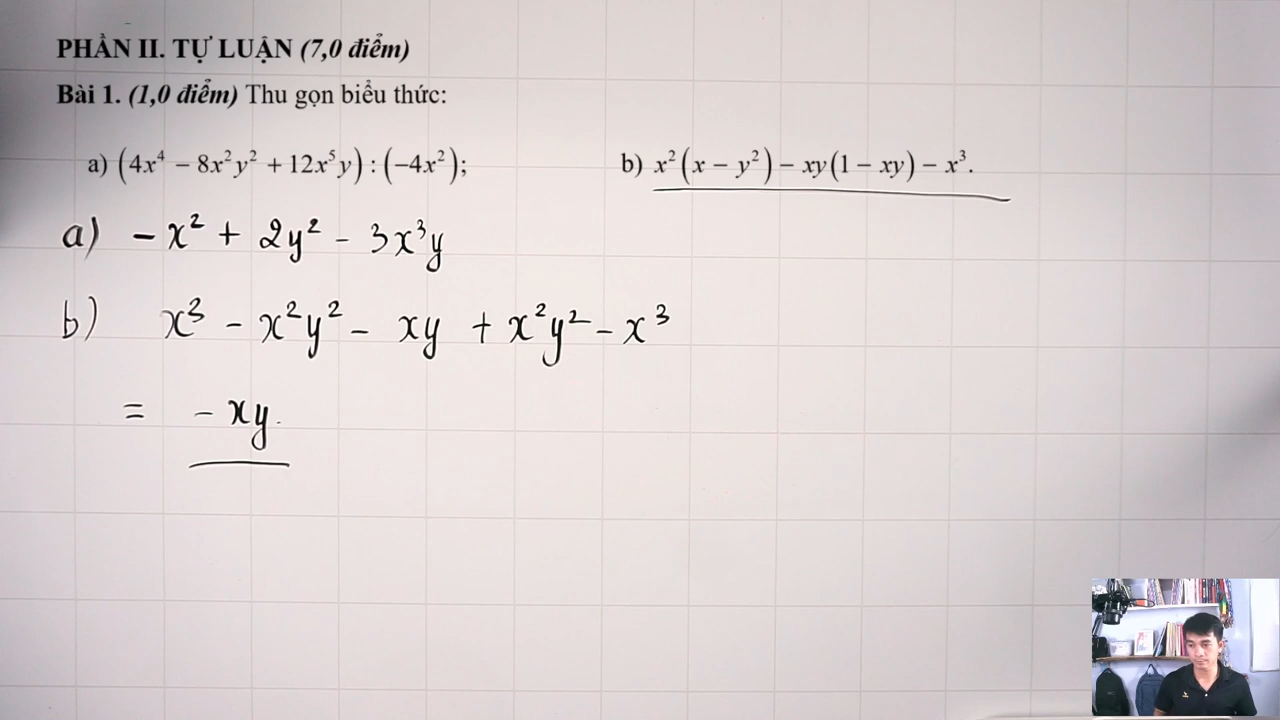 PHẦN II. TỰ LUẬN (7,0 điểm)
Bài 1. (1,0 điểm) Thu gọn biểu thức:
a) (4x⁴ − 8x²y² + 12x⁵y) : (−4x²); b) x²(x − y²) − xy(1 − xy) − x³.
a) − x² + 2y² − 3x³y
b) x³ − x²y² − xy + x²y² − x³
= − xy.